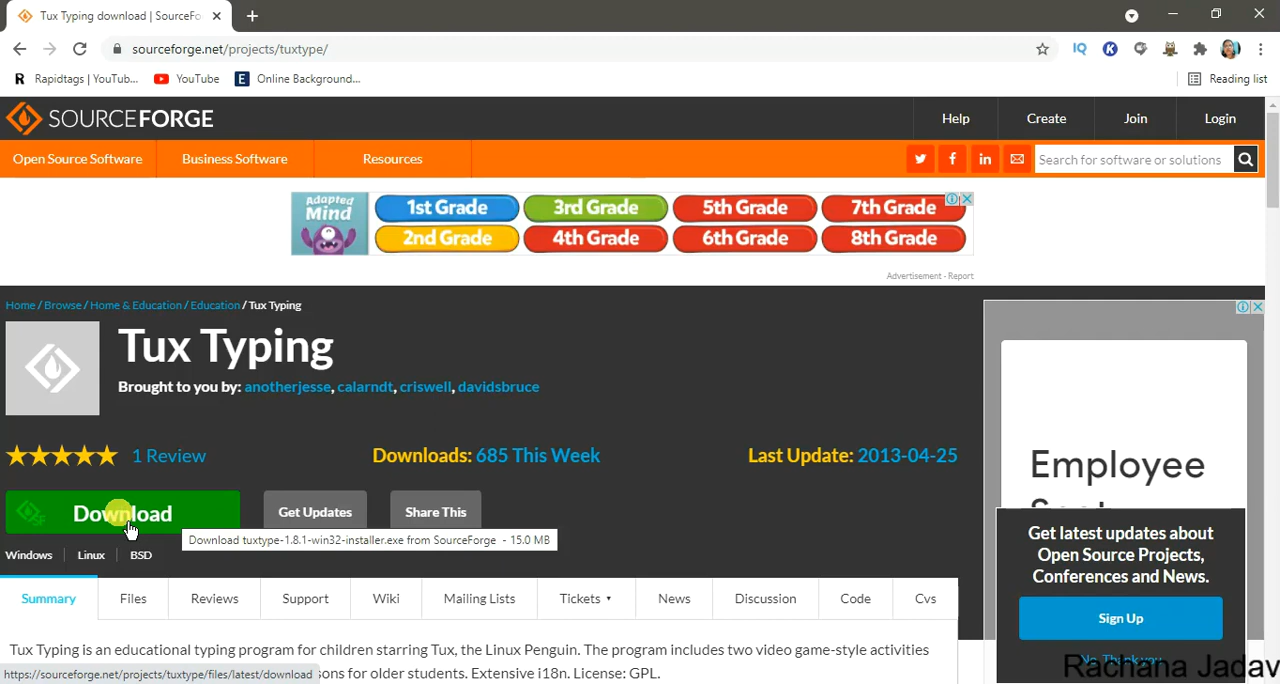 Tux Typing download | SourceFo
sourceforge.net/projects/tuxtype/
IQ
K
R Rapidtags | YouTub...
YouTube
E Online Background...
Reading list
SOURCEFORGE
Help
Create
Join
Login
Open Source Software
Business Software
Resources
Search for software or solutions
Adapted Mind
1st Grade
3rd Grade
5th Grade
7th Grade
2nd Grade
4th Grade
6th Grade
8th Grade
Advertisement - Report
Home / Browse / Home & Education / Education / Tux Typing
Tux Typing
Brought to you by: anotherjesse, calarndt, criswell, davidsbruce
1 Review
Downloads: 685 This Week
Last Update: 2013-04-25
Employee
Download
Get Updates
Share This
Download tuxtype-1.8.1-win32-installer.exe from SourceForge - 15.0 MB
Windows
Linux
BSD
Get latest updates about
Open Source Projects,
Conferences and News.
Sign Up
No, Thank you
Summary
Files
Reviews
Support
Wiki
Mailing Lists
Tickets
News
Discussion
Code
Cvs
Tux Typing is an educational typing program for children starring Tux, the Linux Penguin. The program includes two video game-style activities
ons for older students. Extensive i18n. License: GPL.
https://sourceforge.net/projects/tuxtype/files/latest/download
Rachana Jadav